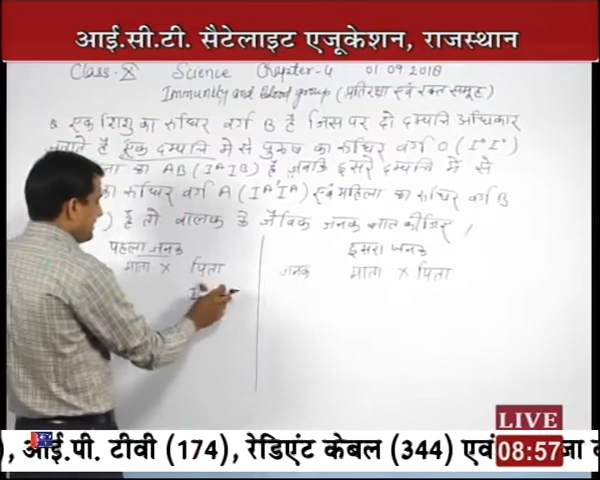 आई.सी.टी. सैटेलाइट एजूकेशन, राजस्थान
Class-X Science Chapter-4 01.09.2018
Immunity and Blood group (प्रतिरक्षा एवं रक्त समूह)
Q एक शिशु का रुधिर वर्ग B है जिस पर दो दम्पति अधिकार
जताते है एक दम्पति में से पुरुष का रुधिर वर्ग O (I°I°)
का AB (IAIB) है जबकि दूसरे दम्पति में से
का रुधिर वर्ग A (IAIA) एवं महिला का रुधिर वर्ग B
) है तो बालक के जैविक जनक ज्ञात कीजिए।
पहला जनक
माता × पिता
I
दूसरा जनक
जनक माता × पिता
LIVE
08:57
), आई.पी. टीवी (174), रेडिएंट केबल (344) एवं